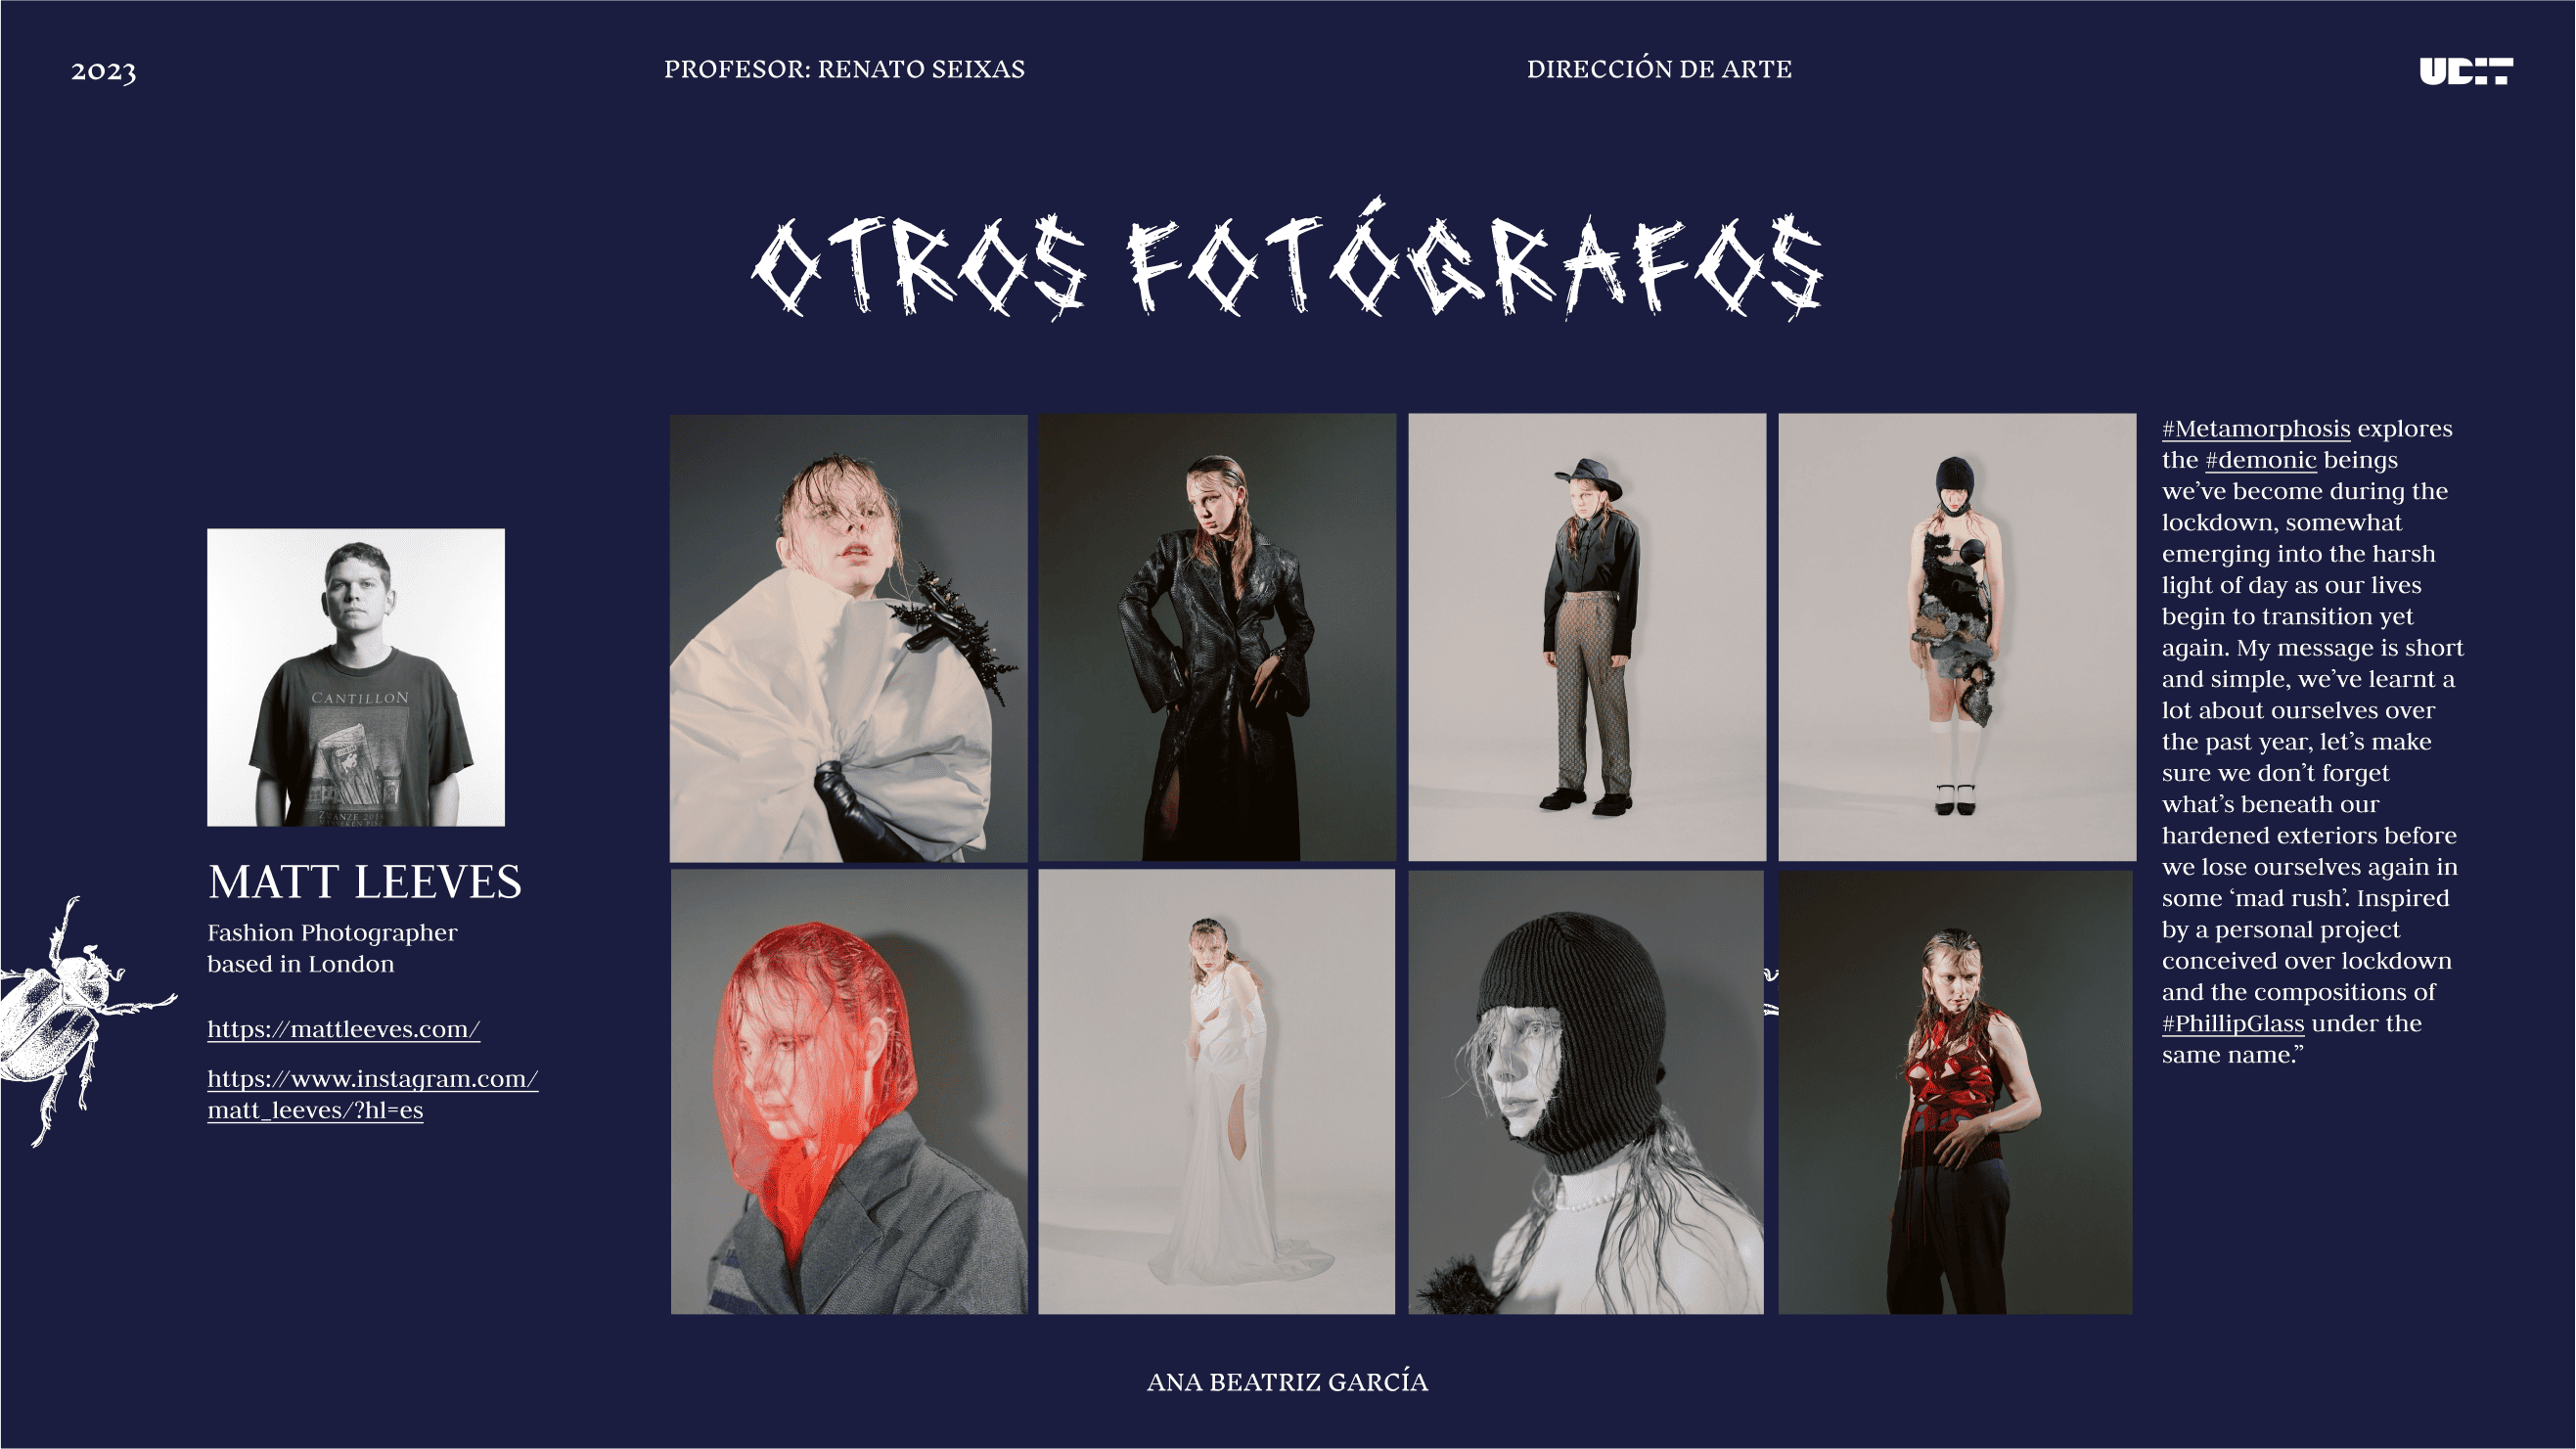 2023
PROFESOR: RENATO SEIXAS
DIRECCIÓN DE ARTE
UDIT
OTROS FOTÓGRAFOS
CANTILLON
MATT LEEVES
Fashion Photographer
based in London
https://mattleeves.com/
https://www.instagram.com/
matt_leeves/?hl=es
#Metamorphosis explores
the #demonic beings
we’ve become during the
lockdown, somewhat
emerging into the harsh
light of day as our lives
begin to transition yet
again. My message is short
and simple, we’ve learnt a
lot about ourselves over
the past year, let’s make
sure we don’t forget
what’s beneath our
hardened exteriors before
we lose ourselves again in
some ‘mad rush’. Inspired
by a personal project
conceived over lockdown
and the compositions of
#PhillipGlass under the
same name.”
ANA BEATRIZ GARCÍA